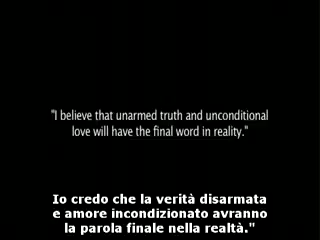 "I believe that unarmed truth and unconditional
love will have the final word in reality."
Io credo che la verità disarmata
e amore incondizionato avranno
la parola finale nella realtà."